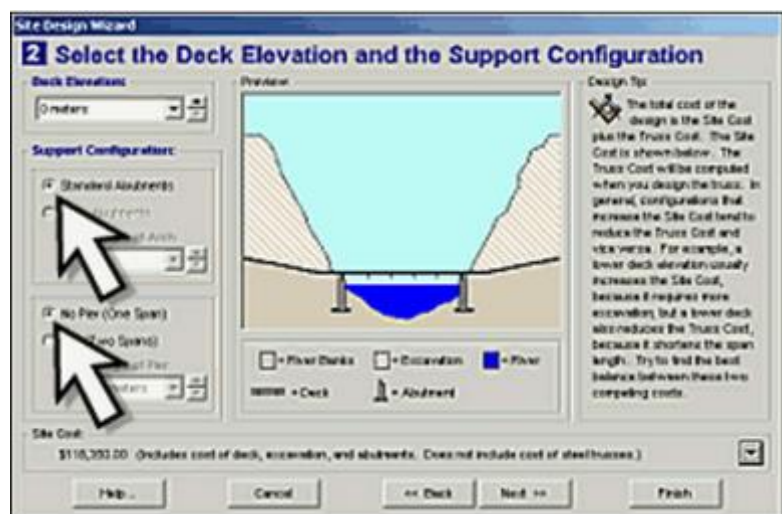 Site Design Wizard
2 Select the Deck Elevation and the Support Configuration
Deck Elevations:
0 meters
Support Configuration:
Standard Abutments
Abutments
Arch
No Pier (One Span)
(Two Spans)
Pier
meters
Preview:
= River Banks
= Excavation
= River
= Deck
= Abutment
Design Tip:
The total cost of the
design is the Site Cost
plus the Truss Cost. The Site
Cost is shown below. The
Truss Cost will be computed
when you design the truss. In
general, configurations that
increase the Site Cost tend to
reduce the Truss Cost and
vice versa. For example, a
lower deck elevation usually
increases the Site Cost,
because it requires more
excavation, but a lower deck
also reduces the Truss Cost,
because it shortens the span
length. Try to find the best
balance between these two
competing costs.
Site Cost:
(Includes cost of deck, excavation, and abutments. Does not include cost of steel trusses.)
Help...
Cancel
<< Back
Next >>
Finish